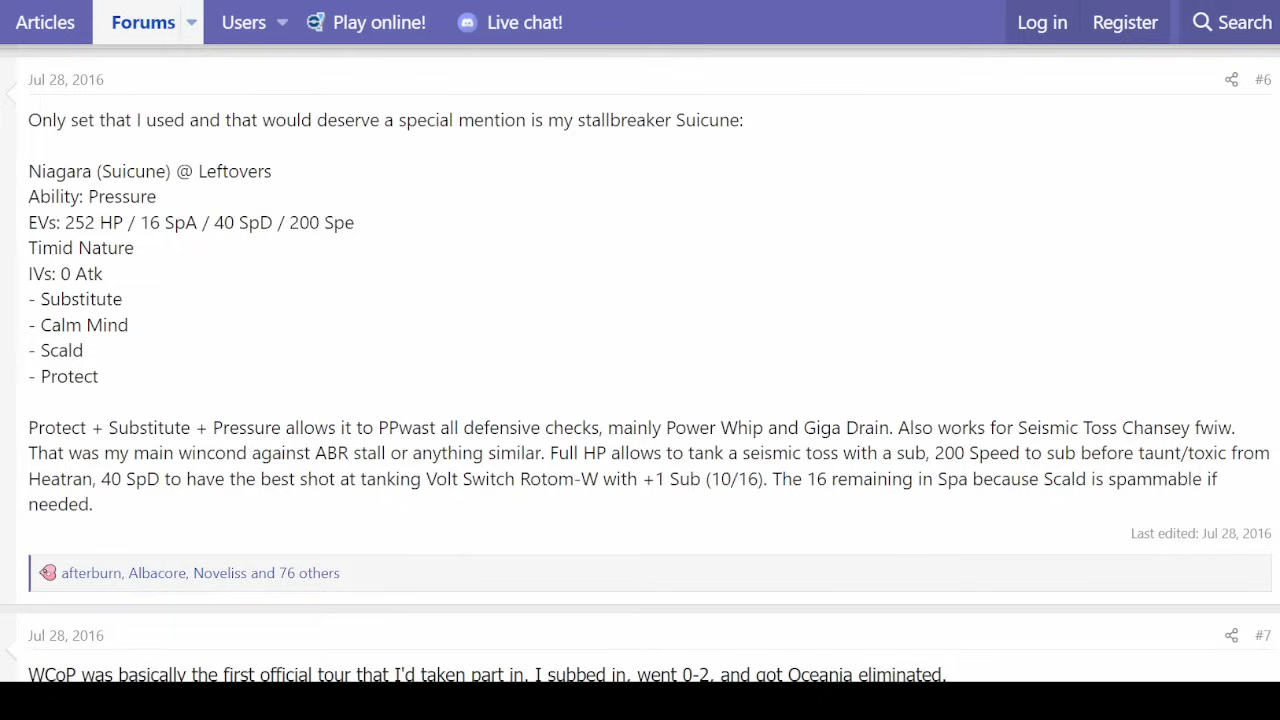 Articles Forums Users Play online! Live chat! Log in Register Search
Jul 28, 2016 #6
Only set that I used and that would deserve a special mention is my stallbreaker Suicune:
Niagara (Suicune) @ Leftovers
Ability: Pressure
EVs: 252 HP / 16 SpA / 40 SpD / 200 Spe
Timid Nature
IVs: 0 Atk
- Substitute
- Calm Mind
- Scald
- Protect
Protect + Substitute + Pressure allows it to PPwast all defensive checks, mainly Power Whip and Giga Drain. Also works for Seismic Toss Chansey fwiw.
That was my main wincond against ABR stall or anything similar. Full HP allows to tank a seismic toss with a sub, 200 Speed to sub before taunt/toxic from
Heatran, 40 SpD to have the best shot at tanking Volt Switch Rotom-W with +1 Sub (10/16). The 16 remaining in Spa because Scald is spammable if
needed.
Last edited: Jul 28, 2016
afterburn, Albacore, Noveliss and 76 others
Jul 28, 2016 #7
WCoP was basically the first official tour that I'd taken part in. I subbed in, went 0-2, and got Oceania eliminated.